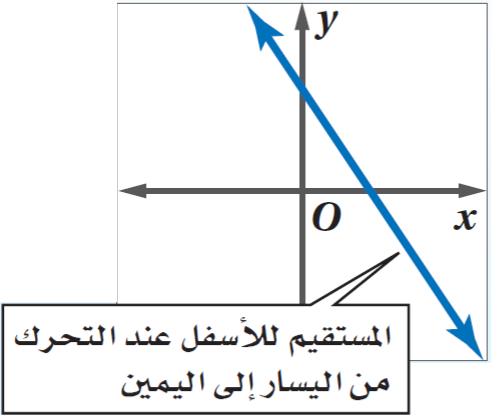 y
O
x
المستقيم للأسفل عند التحرك
من اليسار إلى اليمين